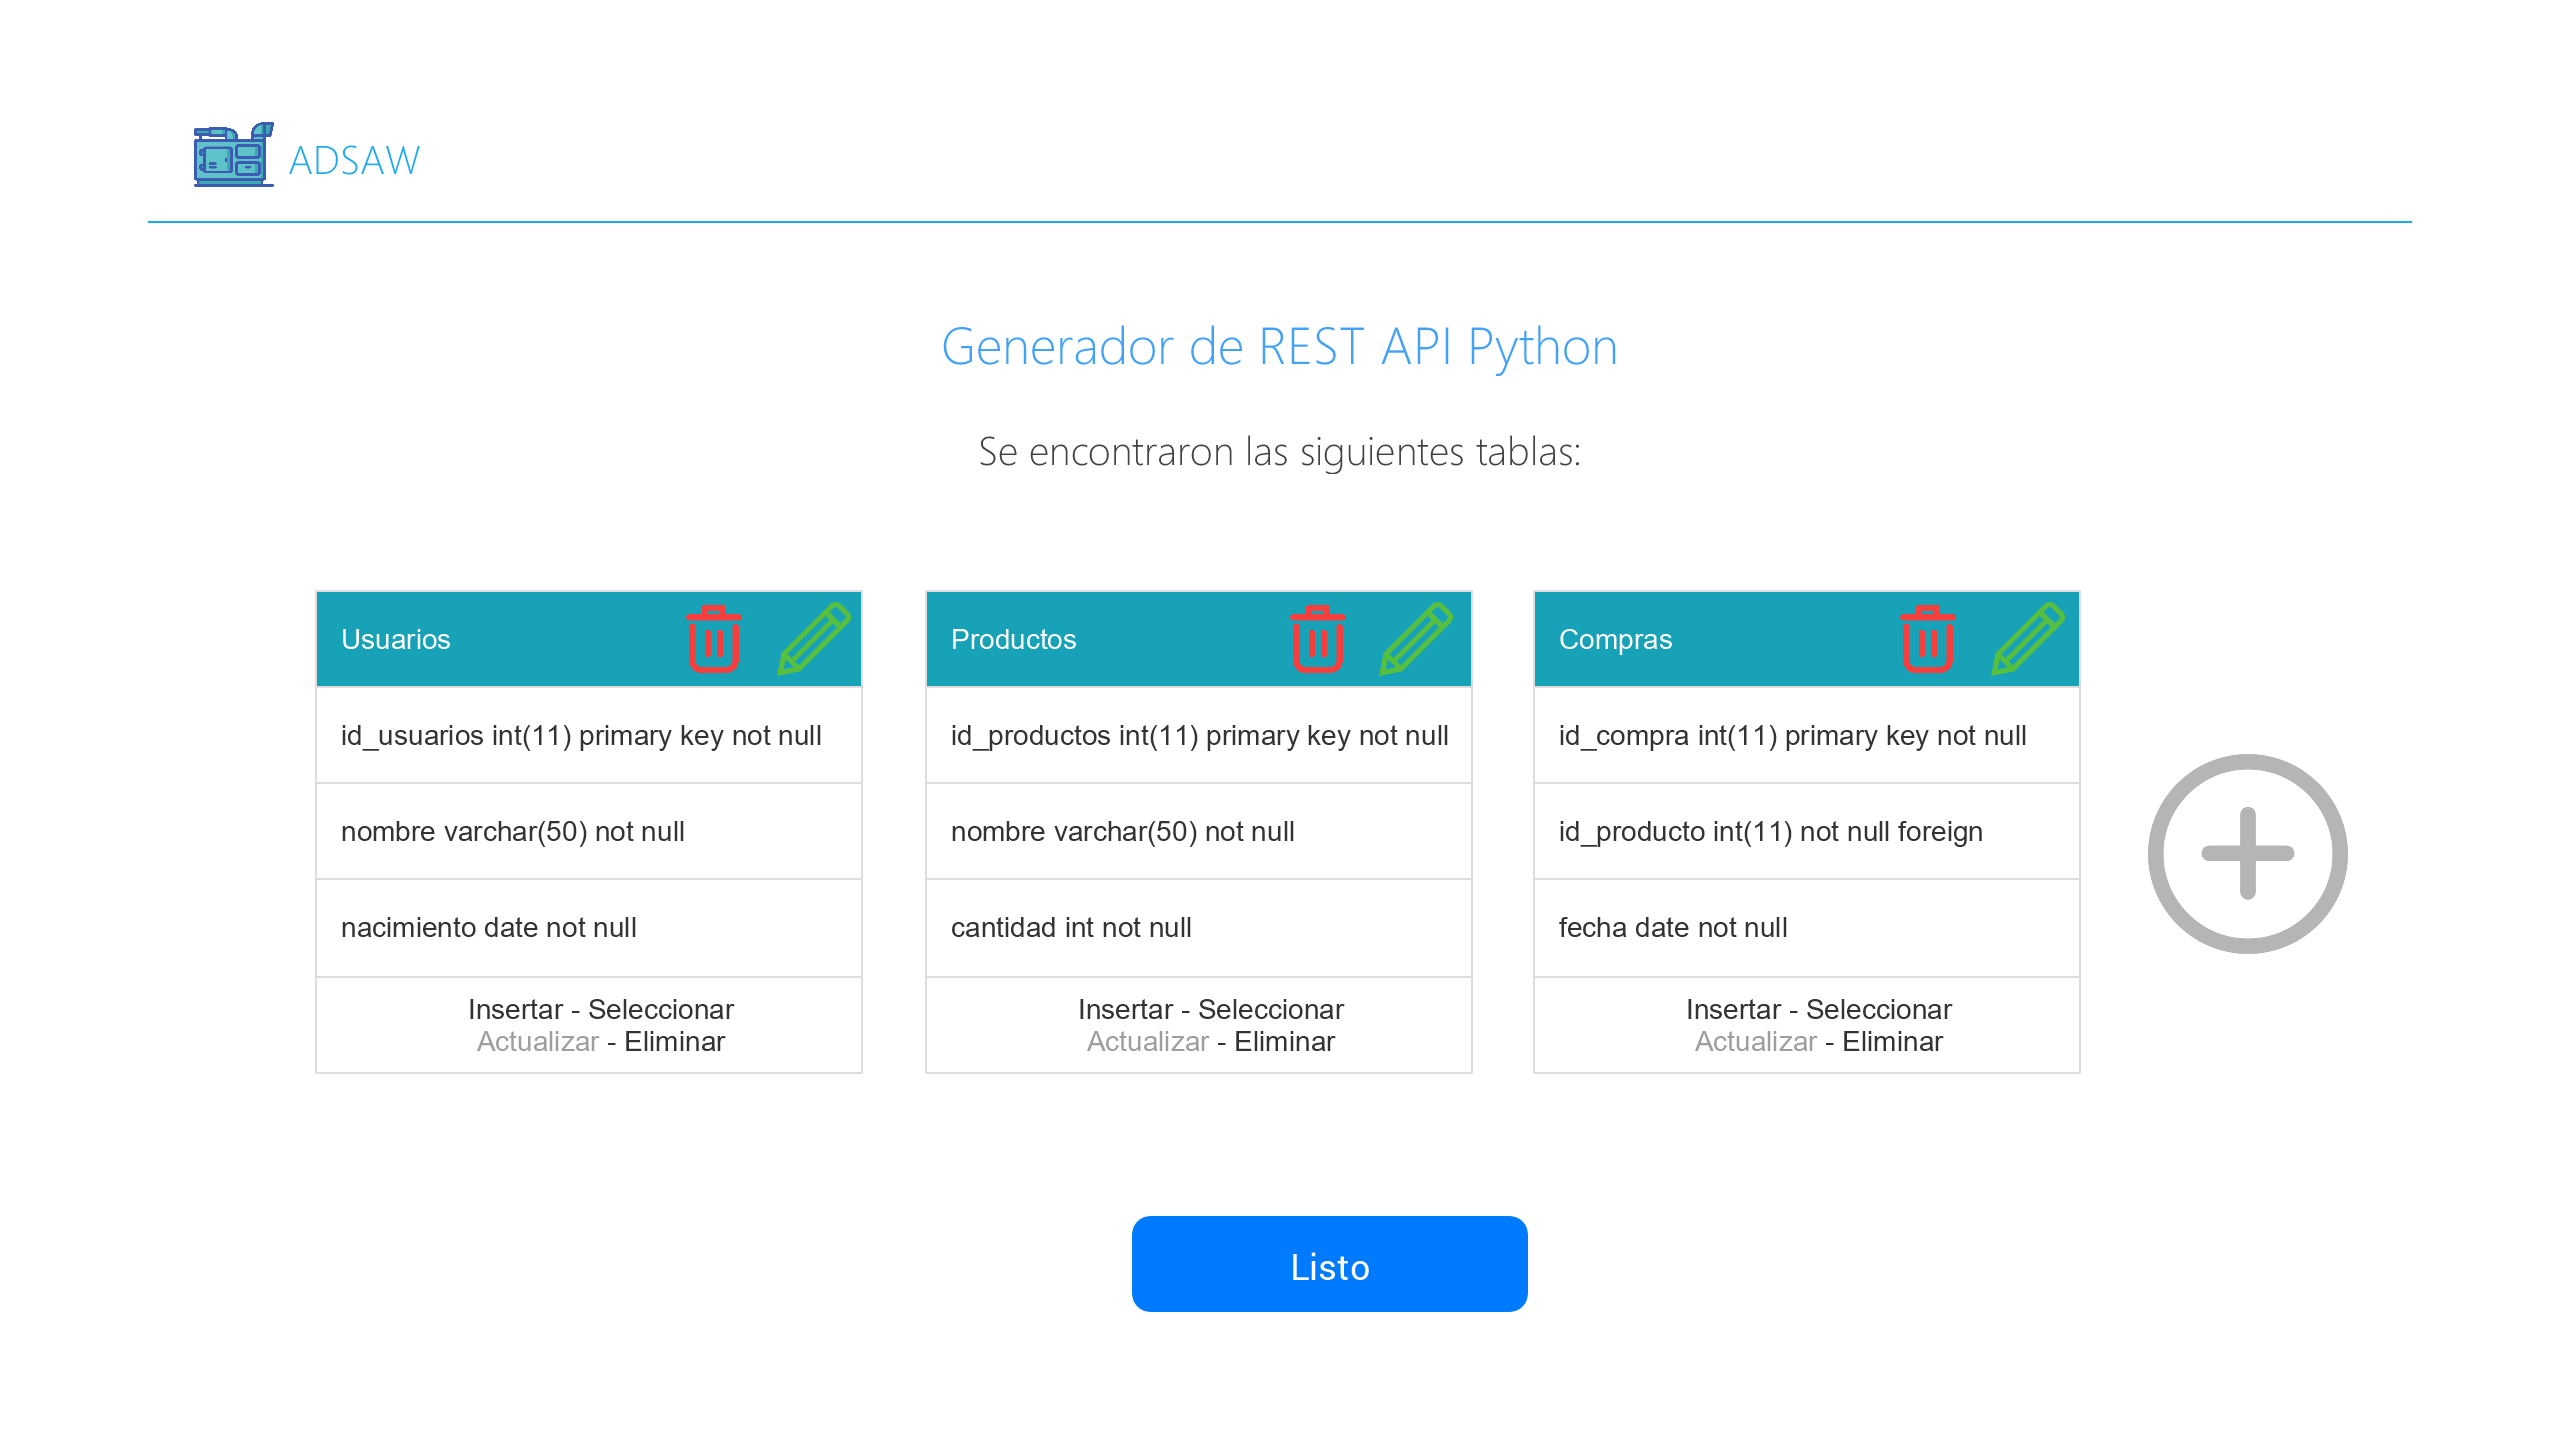 ADSAW
Generador de REST API Python
Se encontraron las siguientes tablas:
Usuarios
id_usuarios int(11) primary key not null
nombre varchar(50) not null
nacimiento date not null
Insertar - Seleccionar
Actualizar - Eliminar
Productos
id_productos int(11) primary key not null
nombre varchar(50) not null
cantidad int not null
Insertar - Seleccionar
Actualizar - Eliminar
Compras
id_compra int(11) primary key not null
id_producto int(11) not null foreign
fecha date not null
Insertar - Seleccionar
Actualizar - Eliminar
Listo